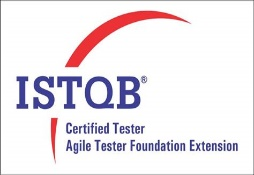 ISTQB®
Certified Tester
Agile Tester Foundation Extension